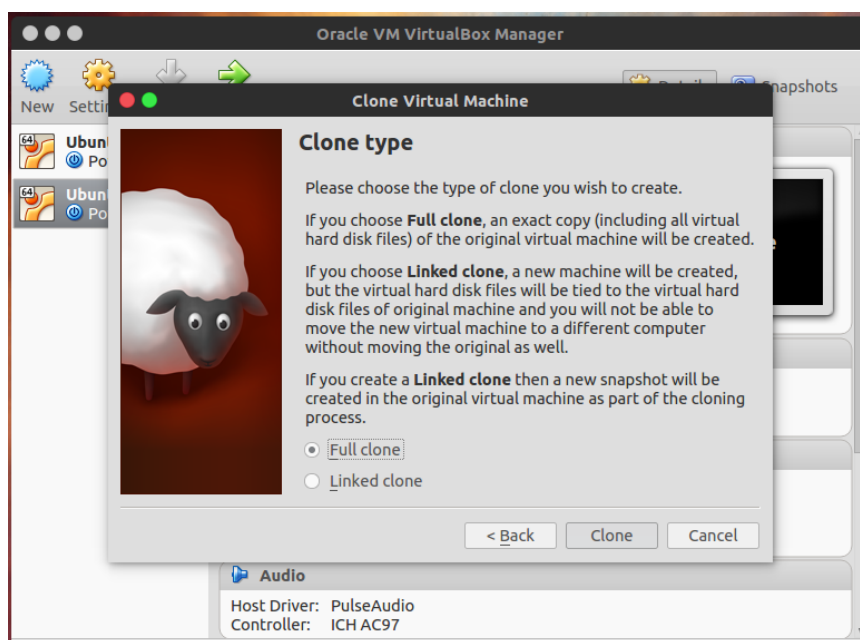 Oracle VM VirtualBox Manager
New
Snapshots
64
64
Clone Virtual Machine
Clone type
Please choose the type of clone you wish to create.
If you choose Full clone, an exact copy (including all virtual
hard disk files) of the original virtual machine will be created.
If you choose Linked clone, a new machine will be created,
but the virtual hard disk files will be tied to the virtual hard
disk files of original machine and you will not be able to
move the new virtual machine to a different computer
without moving the original as well.
If you create a Linked clone then a new snapshot will be
created in the original virtual machine as part of the cloning
process.
Full clone
Linked clone
< Back Clone Cancel
Audio
Host Driver: PulseAudio
Controller: ICH AC97